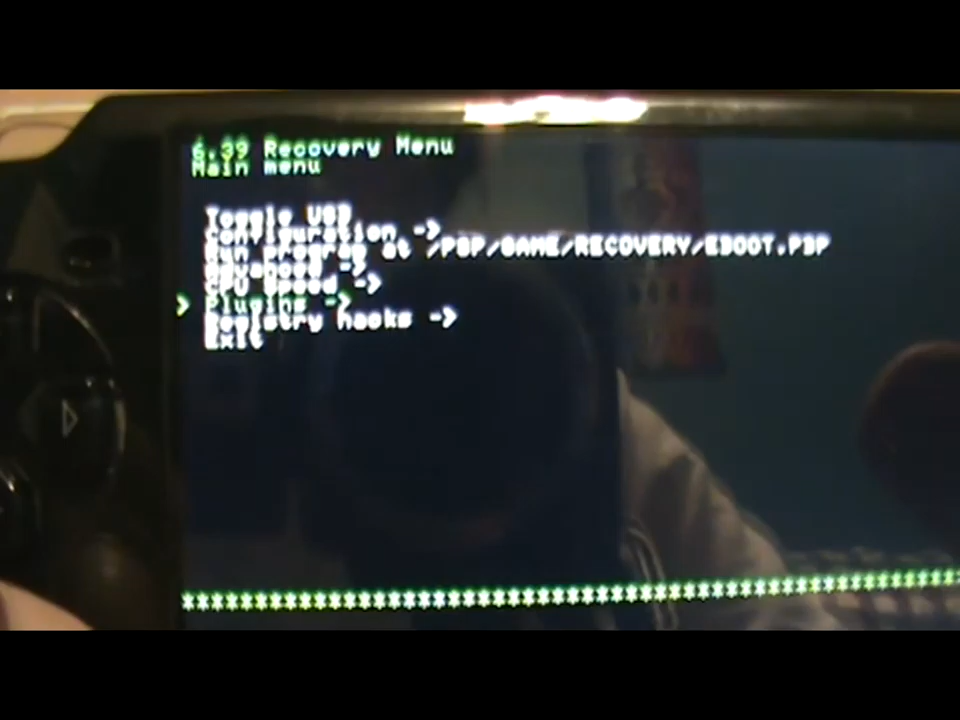 6.39 Recovery Menu
Main menu
Toggle USB
Configuration ->
Run program at /PSP/GAME/RECOVERY/EBOOT.PBP
Advanced ->
CPU Speed ->
> Plugins ->
Registry hacks ->
Exit
****************************************************